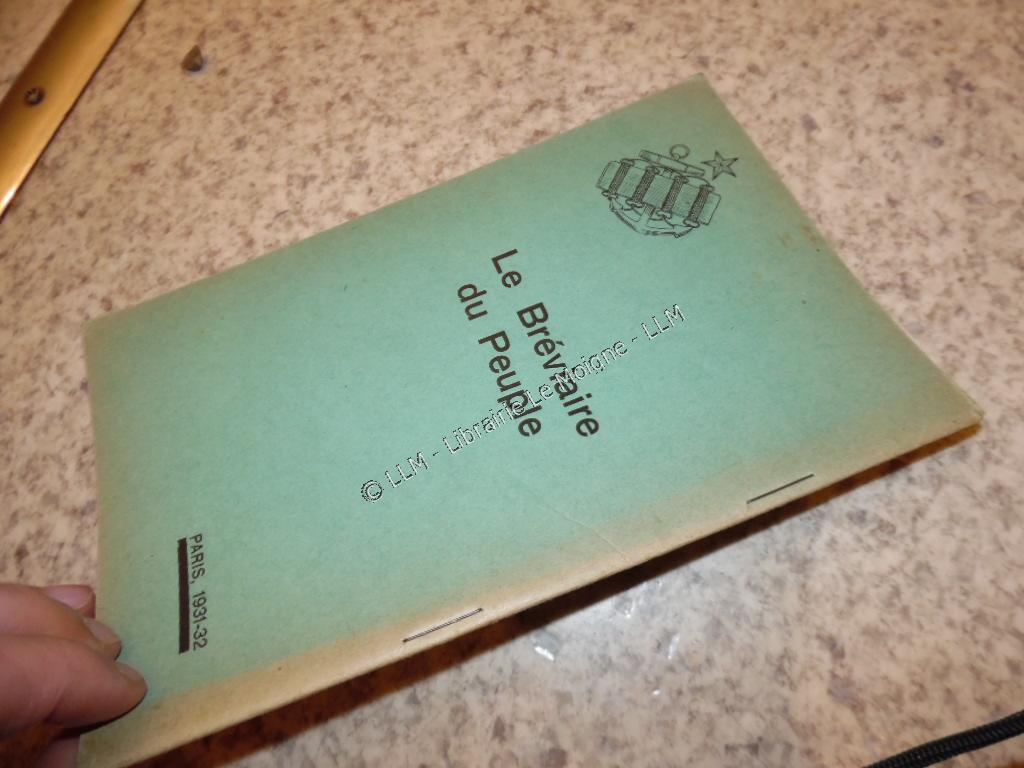 Le Bréviaire
du Peuple
PARIS, 1931-32
© LLM - Librairie Le Moigne - LLM